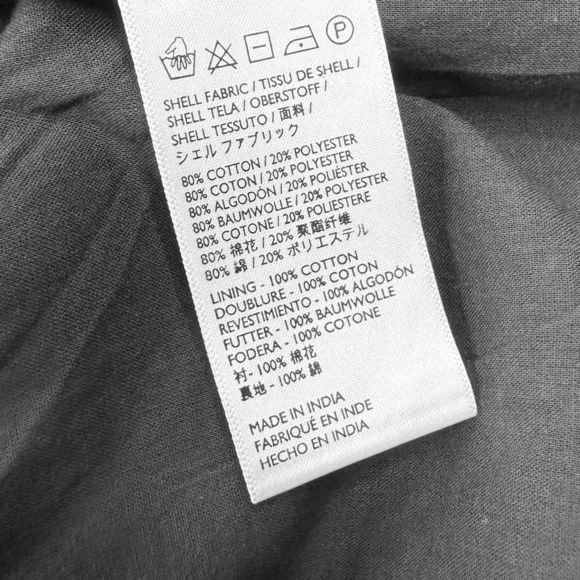 P
SHELL FABRIC / TISSU DE SHELL /
SHELL TELA / OBERSTOFF /
SHELL TESSUTO / 面料 /
シェル ファブリック
80% COTTON / 20% POLYESTER
80% COTON / 20% POLYESTER
80% ALGODÓN / 20% POLIÉSTER
80% BAUMWOLLE / 20% POLYESTER
80% COTONE / 20% POLIESTERE
80% 棉花 / 20% 聚酯纤维
80% 綿 / 20% ポリエステル
LINING - 100% COTTON
DOUBLURE - 100% COTON
REVESTIMIENTO - 100% ALGODÓN
FUTTER - 100% BAUMWOLLE
FODERA - 100% COTONE
衬 - 100% 棉花
裏地 - 100% 綿
MADE IN INDIA
FABRIQUÉ EN INDE
HECHO EN INDIA